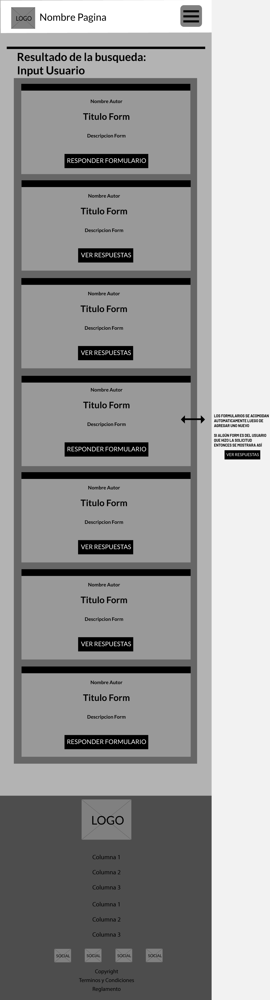 LOGO
Nombre Pagina
Resultado de la busqueda:
Input Usuario
Nombre Autor
Titulo Form
Descripcion Form
RESPONDER FORMULARIO
Nombre Autor
Titulo Form
Descripcion Form
VER RESPUESTAS
Nombre Autor
Titulo Form
Descripcion Form
VER RESPUESTAS
Nombre Autor
Titulo Form
Descripcion Form
RESPONDER FORMULARIO
LOS FORMULARIOS SE ACOMODAN
AUTOMATICAMENTE LUEGO DE
AGREGAR UNO NUEVO
SI ALGÚN FORM ES DEL USUARIO
QUE HIZO LA SOLICITUD
ENTONCES SE MOSTRARA ASÍ
VER RESPUESTAS
Nombre Autor
Titulo Form
Descripcion Form
VER RESPUESTAS
Nombre Autor
Titulo Form
Descripcion Form
VER RESPUESTAS
Nombre Autor
Titulo Form
Descripcion Form
RESPONDER FORMULARIO
LOGO
Columna 1
Columna 2
Columna 3
Columna 1
Columna 2
Columna 3
SOCIAL SOCIAL SOCIAL SOCIAL
Copyright
Terminos y Condiciones
Reglamento